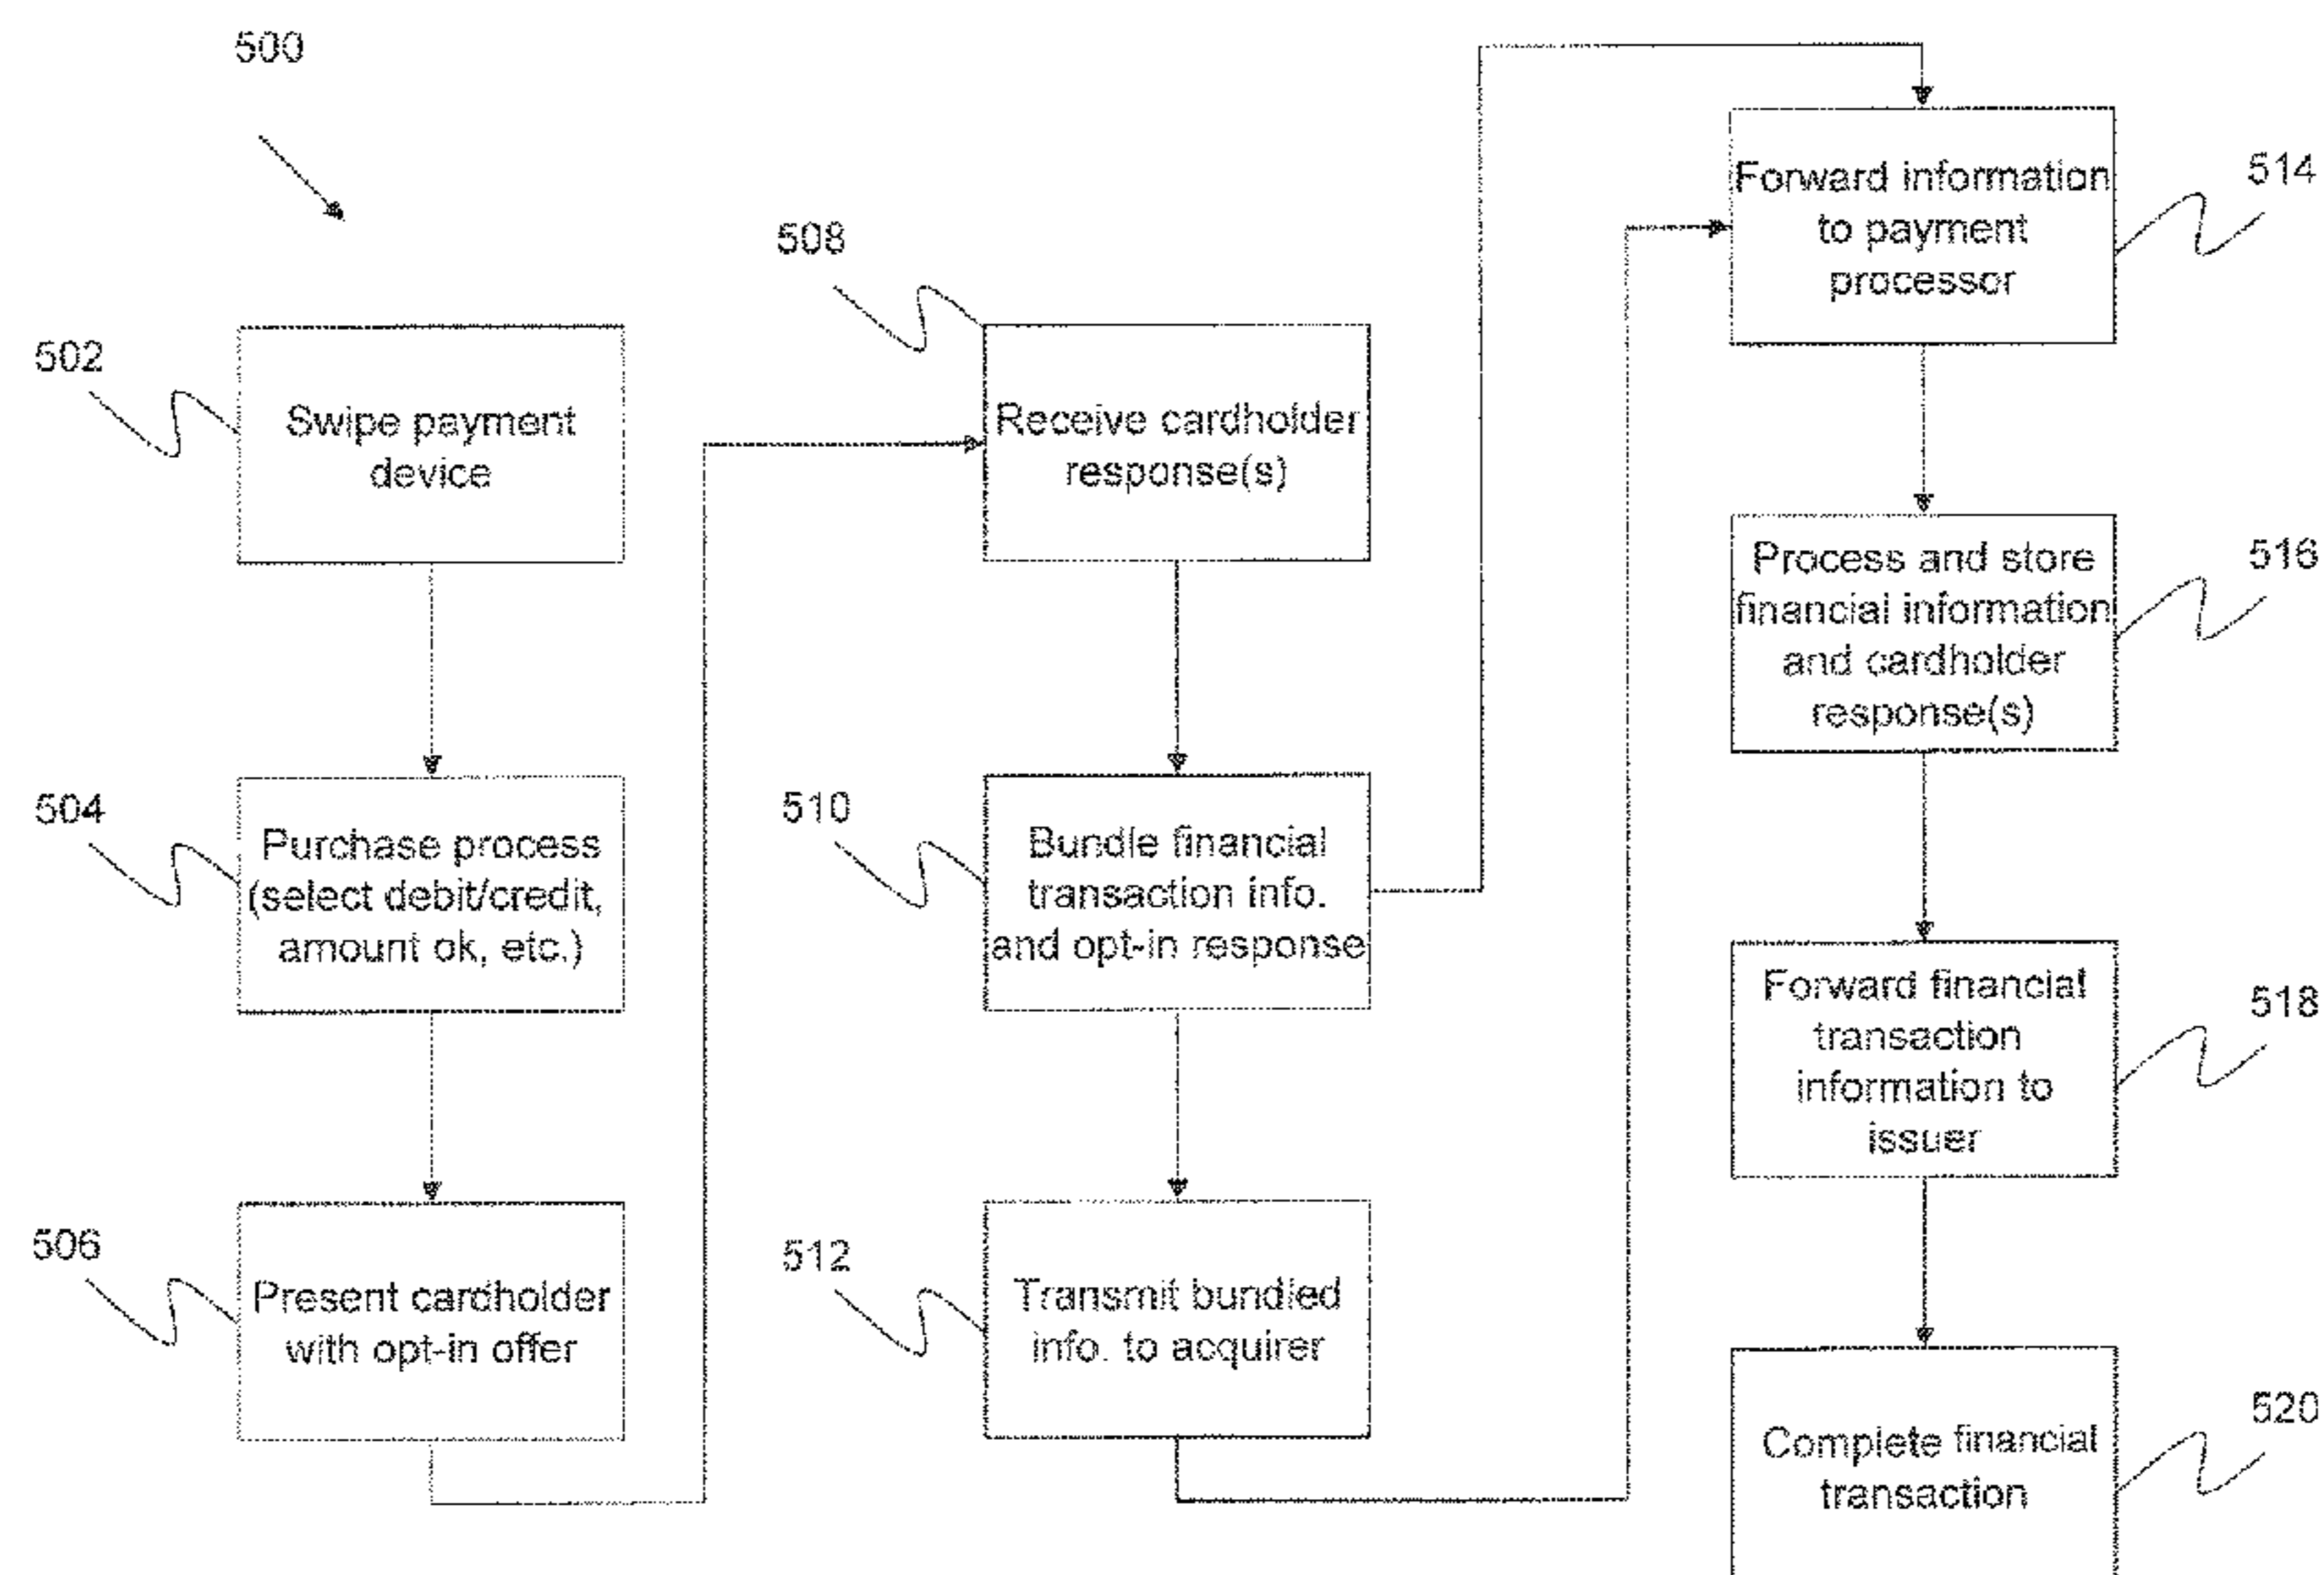 500
502
Swipe payment
device
504
Purchase process
(select debit/credit,
amount ok, etc.)
506
Present cardholder
with opt-in offer
508
Receive cardholder
response(s)
510
Bundle financial
transaction info.
and opt-in response
512
Transmit bundled
info. to acquirer
514
Forward information
to payment
processor
516
Process and store
financial information
and cardholder
response(s)
518
Forward financial
transaction
information to
issuer
520
Complete financial
transaction